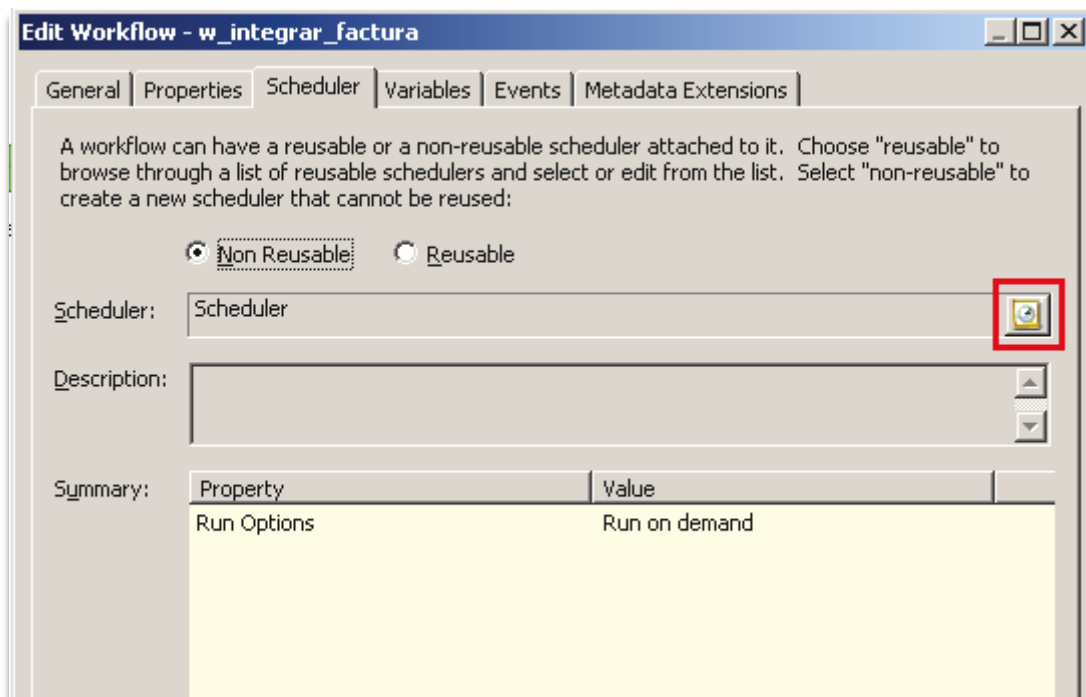 Edit Workflow - w_integrar_factura
General Properties Scheduler Variables Events Metadata Extensions
A workflow can have a reusable or a non-reusable scheduler attached to it. Choose "reusable" to
browse through a list of reusable schedulers and select or edit from the list. Select "non-reusable" to
create a new scheduler that cannot be reused:
Non Reusable Reusable
Scheduler: Scheduler
Description:
Summary: Property Value
Run Options Run on demand